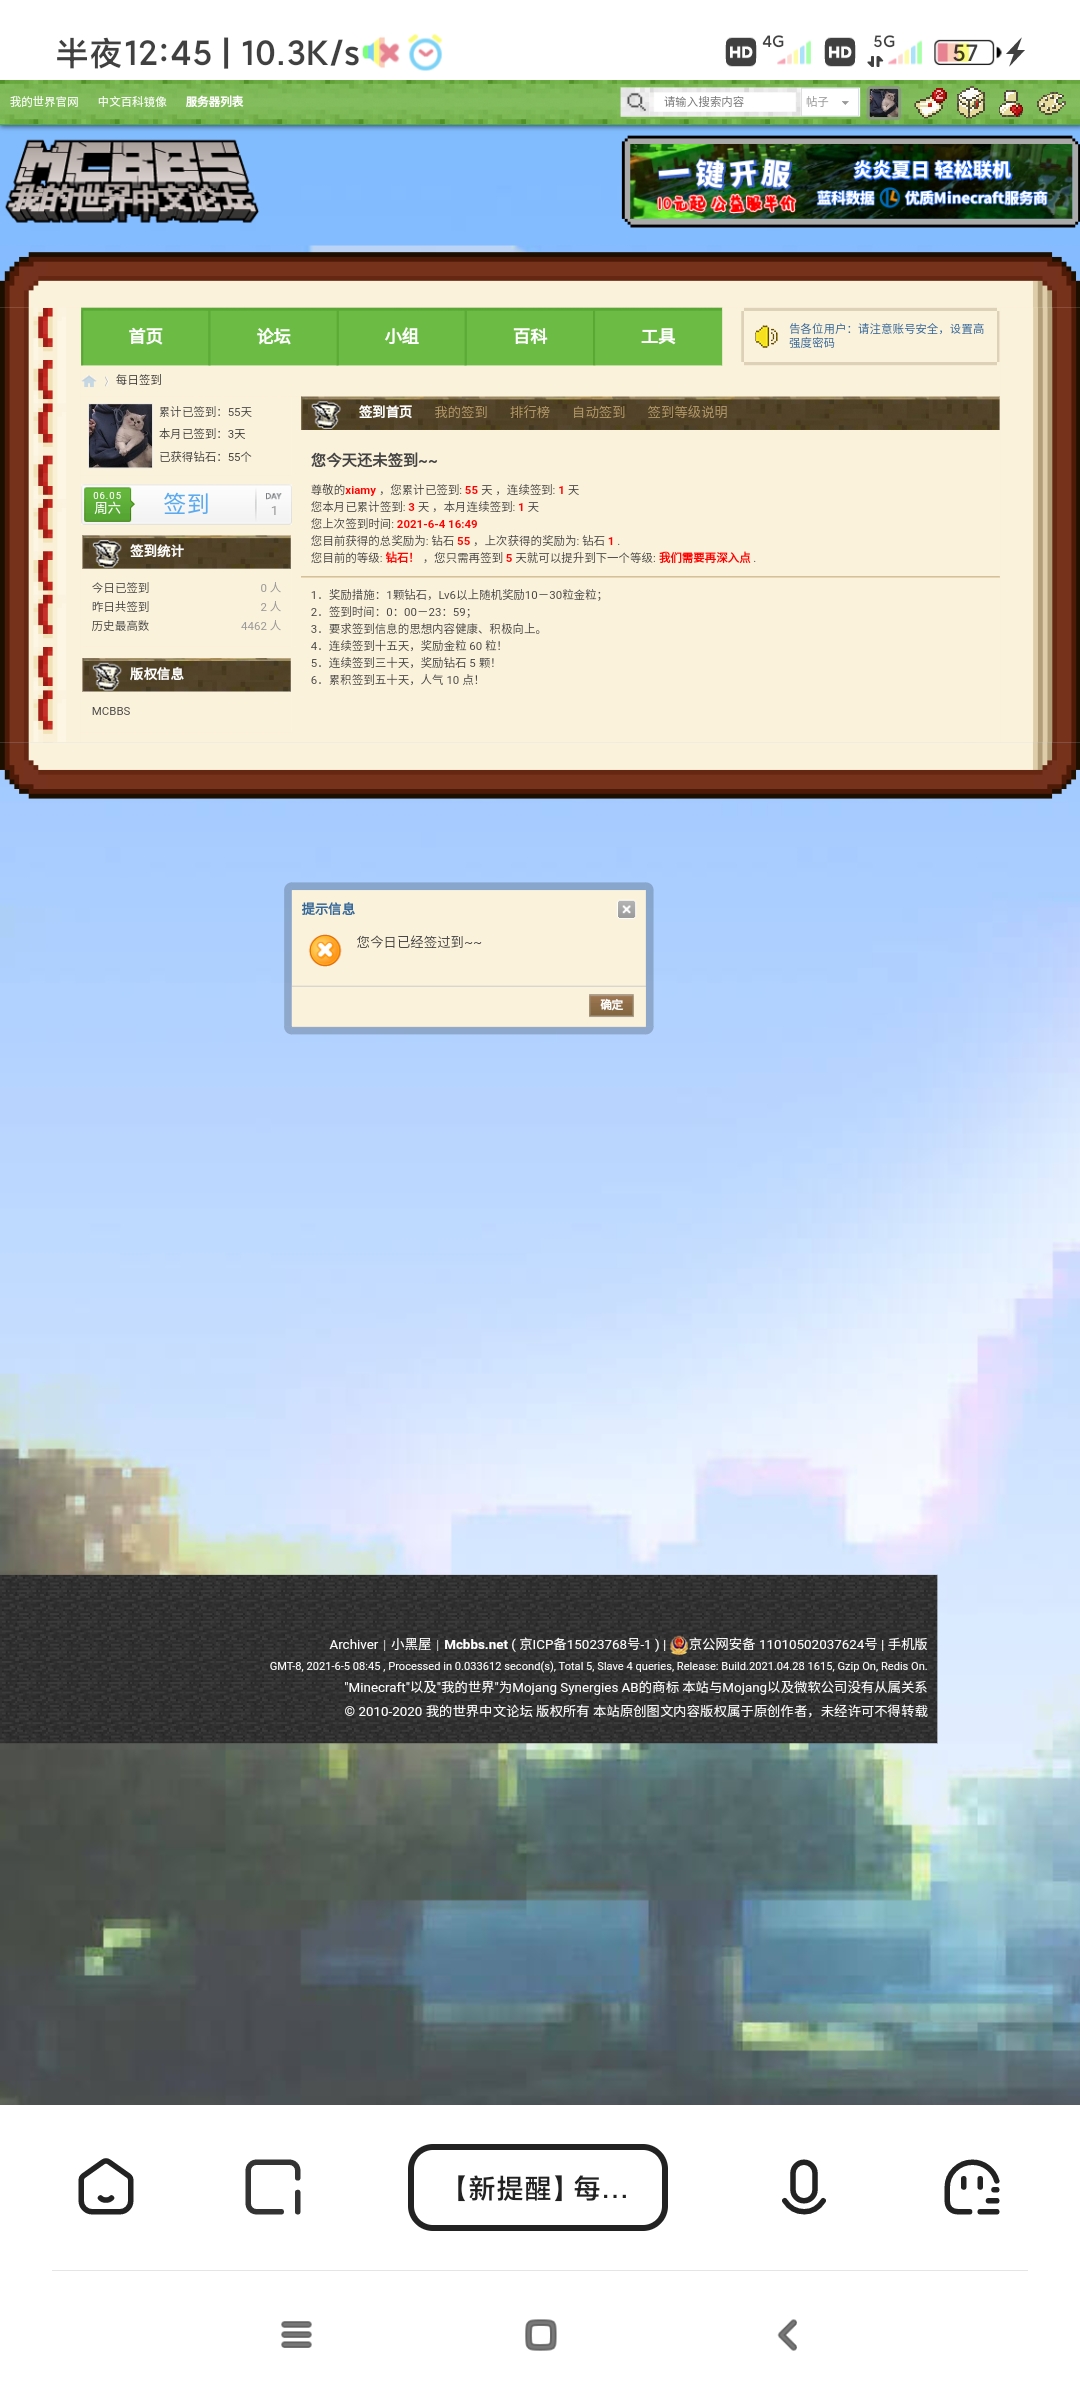 半夜12:45 | 10.3K/s
HD 4G HD 5G 57
我的世界官网 中文百科镜像 服务器列表
请输入搜索内容 帖子
2
MCBBS
我的世界中文论坛
一键开服 炎炎夏日 轻松联机
10元起 公益服半价 蓝科数据 优质Minecraft服务商
首页 论坛 小组 百科 工具
告各位用户：请注意账号安全，设置高
强度密码
每日签到
累计已签到：55天
本月已签到：3天
已获得钻石：55个
06.05
周六
签到
DAY
1
签到统计
今日已签到 0 人
昨日共签到 2 人
历史最高数 4462 人
版权信息
MCBBS
签到首页 我的签到 排行榜 自动签到 签到等级说明
您今天还未签到~~
尊敬的xiamy ，您累计已签到: 55 天 ，连续签到: 1 天
您本月已累计签到: 3 天 ，本月连续签到: 1 天
您上次签到时间: 2021-6-4 16:49
您目前获得的总奖励为: 钻石 55 ，上次获得的奖励为: 钻石 1 .
您目前的等级: 钻石！ ，您只需再签到 5 天就可以提升到下一个等级: 我们需要再深入点 .
1．奖励措施：1颗钻石，Lv6以上随机奖励10－30粒金粒；
2．签到时间：0：00－23：59；
3．要求签到信息的思想内容健康、积极向上。
4．连续签到十五天，奖励金粒 60 粒！
5．连续签到三十天，奖励钻石 5 颗！
6．累积签到五十天，人气 10 点！
提示信息
您今日已经签过到~~
确定
Archiver | 小黑屋 | Mcbbs.net ( 京ICP备15023768号-1 ) | 京公网安备 11010502037624号 | 手机版
GMT-8, 2021-6-5 08:45 , Processed in 0.033612 second(s), Total 5, Slave 4 queries, Release: Build.2021.04.28 1615, Gzip On, Redis On.
"Minecraft"以及"我的世界"为Mojang Synergies AB的商标 本站与Mojang以及微软公司没有从属关系
© 2010-2020 我的世界中文论坛 版权所有 本站原创图文内容版权属于原创作者，未经许可不得转载
【新提醒】每...